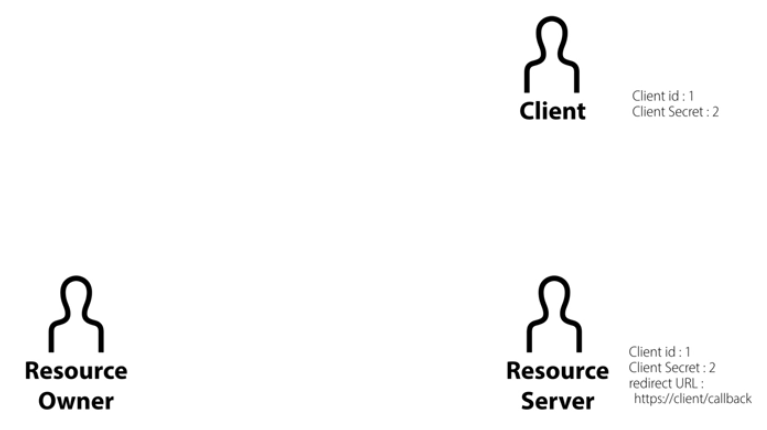 Client
Client id : 1
Client Secret : 2
Resource
Owner
Resource
Server
Client id : 1
Client Secret : 2
redirect URL :
https://client/callback